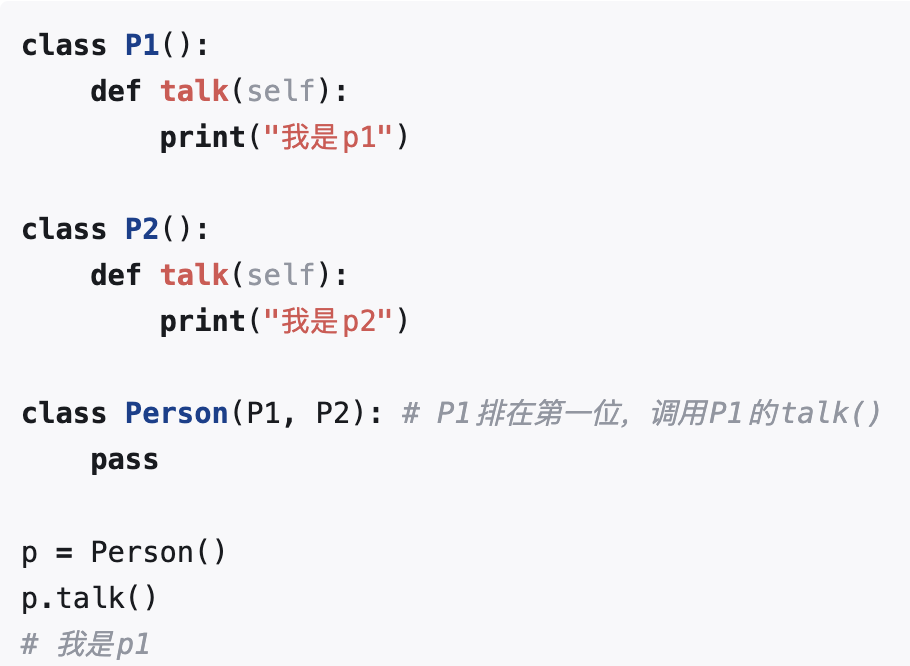 class P1():
    def talk(self):
        print("我是p1")

class P2():
    def talk(self):
        print("我是p2")

class Person(P1, P2): # P1排在第一位，调用P1的talk()
    pass

p = Person()
p.talk()
# 我是p1